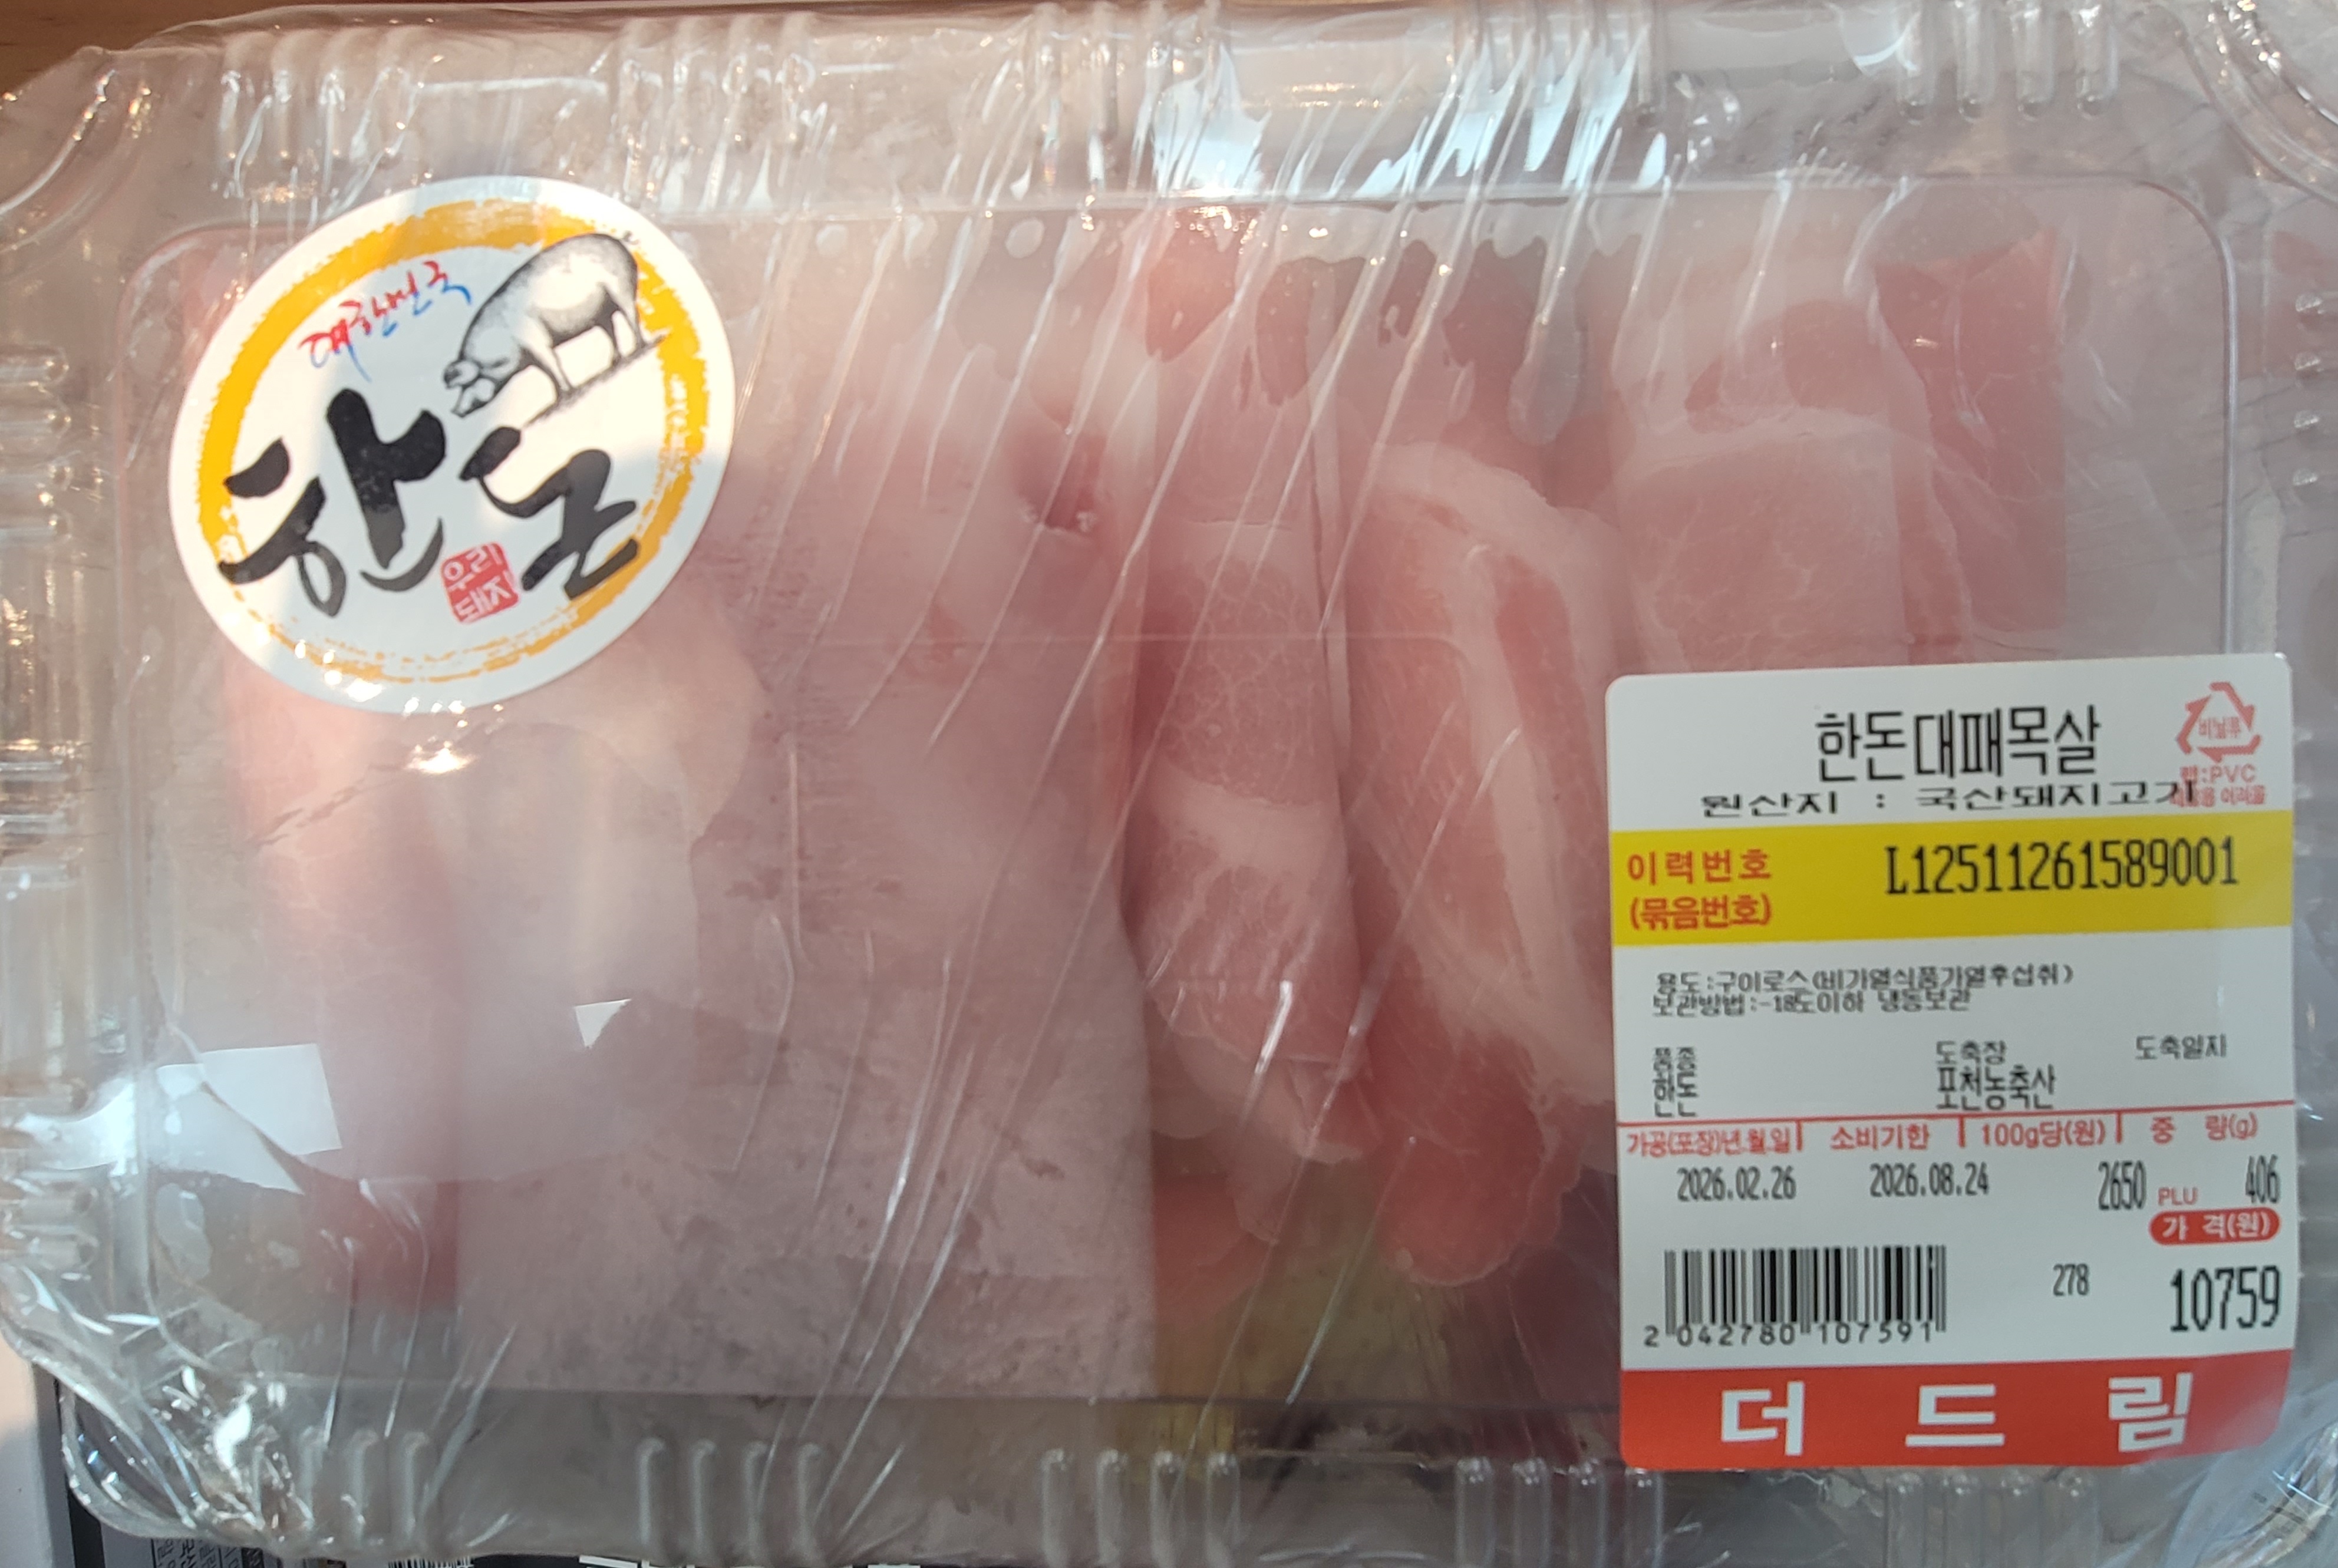 대한민국
한돈
우리
돼지
한돈대패목살
비닐류
랩:PVC
원산지 : 국산돼지고기
이력번호 L12511261589001
(묶음번호)
용도:구이로스(비가열식품가열후섭취)
보관방법:-18도이하 냉동보관
품종 도축장 도축일지
한돈 포천농축산
가공(포장)년.월.일 소비기한 100g당(원) 중 량(g)
2026.02.26 2026.08.24 2650 PLU 406
가 격(원)
278 10759
2 042780 107591
더 드 림